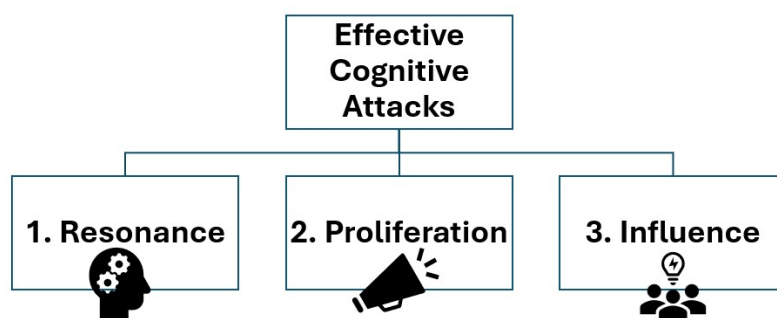 Effective
Cognitive
Attacks
1. Resonance
2. Proliferation
3. Influence